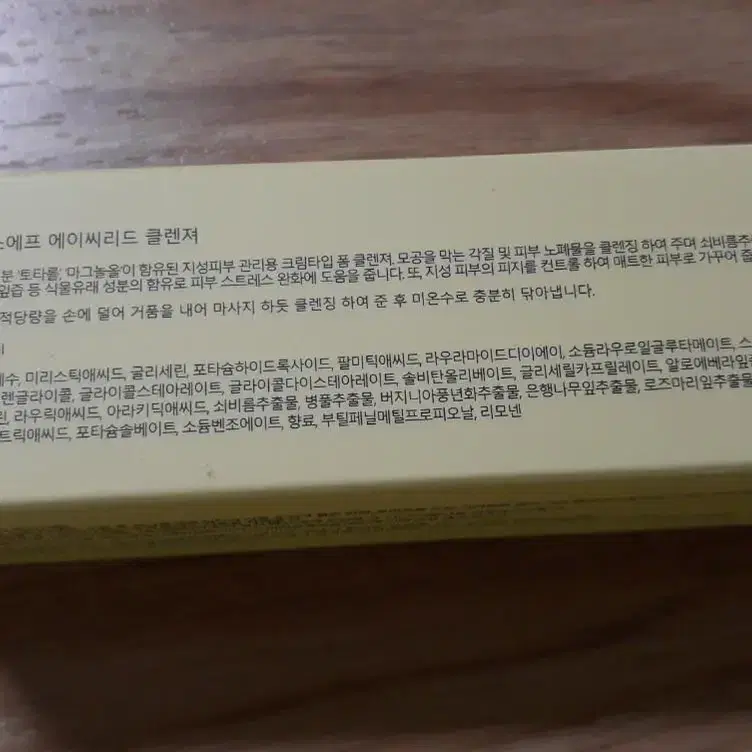 에프 에이씨리드 클렌져
분 '토타롤', 마그놀올이 함유된 지성피부 관리용 크림타입 폼 클렌져. 모공을 막는 각질 및 피부 노폐물을 클렌징 하여 주며 쇠비름추
잎즙 등 식물유래 성분의 함유로 피부 스트레스 완화에 도움을 줍니다. 또, 지성 피부의 피지를 컨트롤 하여 매트한 피부로 가꾸어 줍
적당량을 손에 덜어 거품을 내어 마사지 하듯 클렌징 하여 준 후 미온수로 충분히 닦아냅니다.
제수, 미리스틱애씨드, 글리세린, 포타슘하이드록사이드, 팔미틱애씨드, 라우라마이드디이에이, 소듐라우로일글루타메이트, 스
렌글라이콜, 글라이콜스테아레이트, 글라이콜다이스테아레이트, 솔비탄올리베이트, 글리세릴카프릴레이트, 알로에베라잎
린, 라우릭애씨드, 아라키딕애씨드, 쇠비름추출물, 병풀추출물, 버지니아풍년화추출물, 은행나무잎추출물, 로즈마리잎추출물
트릭애씨드, 포타슘솔베이트, 소듐벤조에이트, 향료, 부틸페닐메틸프로피오날, 리모넨